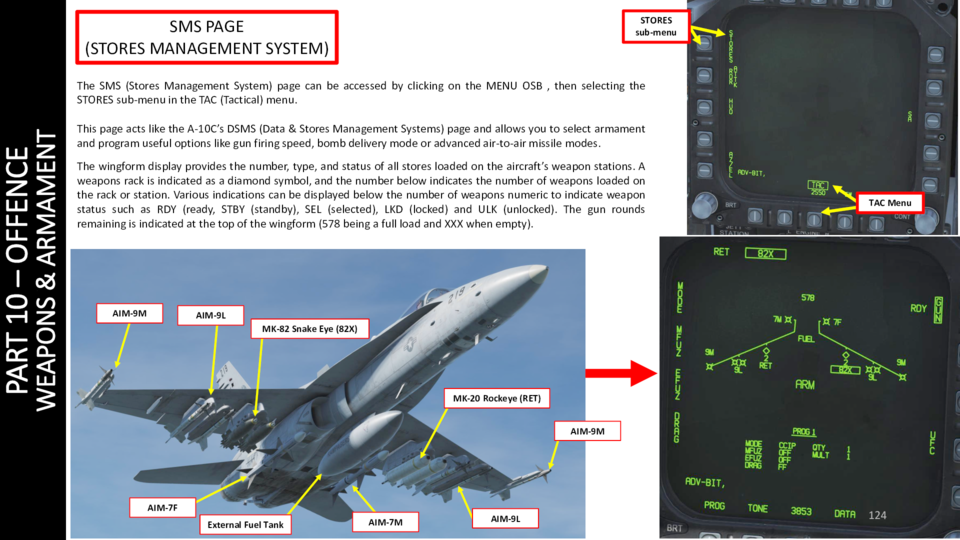 PART 10 – OFFENCE
WEAPONS & ARMAMENT
SMS PAGE
(STORES MANAGEMENT SYSTEM)
The SMS (Stores Management System) page can be accessed by clicking on the MENU OSB , then selecting the
STORES sub-menu in the TAC (Tactical) menu.
This page acts like the A-10C's DSMS (Data & Stores Management Systems) page and allows you to select armament
and program useful options like gun firing speed, bomb delivery mode or advanced air-to-air missile modes.
The wingform display provides the number, type, and status of all stores loaded on the aircraft's weapon stations. A
weapons rack is indicated as a diamond symbol, and the number below indicates the number of weapons loaded on
the rack or station. Various indications can be displayed below the number of weapons numeric to indicate weapon
status such as RDY (ready, STBY (standby), SEL (selected), LKD (locked) and ULK (unlocked). The gun rounds
remaining is indicated at the top of the wingform (578 being a full load and XXX when empty).
STORES
sub-menu
STORES
HUD
SA
AZ/EL
ADV-BIT,
TAC
BRT
CONT
TAC Menu
AIM-9M
AIM-9L
MK-82 Snake Eye (82X)
MK-20 Rockeye (RET)
AIM-9M
AIM-7F
External Fuel Tank
AIM-7M
AIM-9L
219
RET 82X
MODE
MFUZ
EFUZ
DRAG
578
RDY
GUN
7M 7F
FUEL
9M 9M
9L 2 2 9L
RET 82X
ARM
PROG 1
MODE CCIP QTY 1
MFUZ OFF MULT 1
EFUZ OFF
DRAG FF
UFC
ADV-BIT,
PROG TONE 3853 DATA 124
BRT